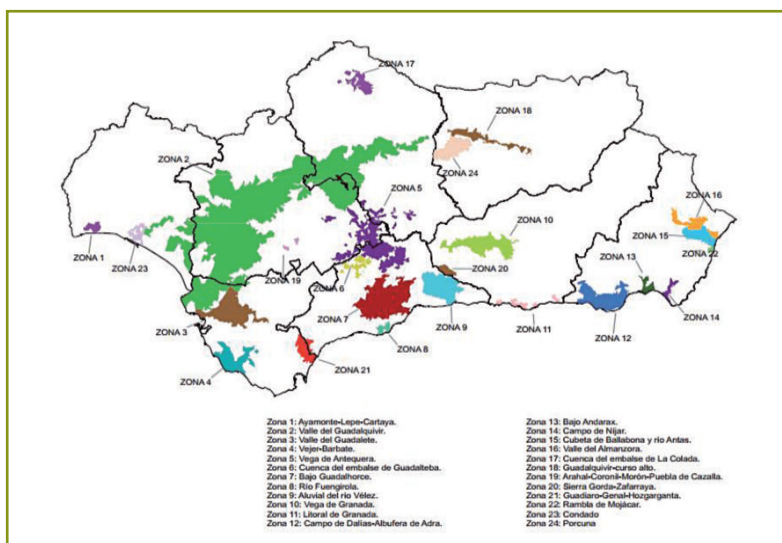 ZONA 17
ZONA 18
ZONA 2
ZONA 24
ZONA 5
ZONA 16
ZONA 10
ZONA 15
ZONA 1
ZONA 23
ZONA 22
ZONA 19
ZONA 6
ZONA 20
ZONA 13
ZONA 7
ZONA 3
ZONA 9
ZONA 11
ZONA 14
ZONA 12
ZONA 8
ZONA 21
ZONA 4
Zona 1: Ayamonte-Lepe-Cartaya.
Zona 2: Valle del Guadalquivir.
Zona 3: Valle del Guadalete.
Zona 4: Vejer-Barbate.
Zona 5: Vega de Antequera.
Zona 6: Cuenca del embalse de Guadalteba.
Zona 7: Bajo Guadalhorce.
Zona 8: Río Fuengirola.
Zona 9: Aluvial del río Vélez.
Zona 10: Vega de Granada.
Zona 11: Litoral de Granada.
Zona 12: Campo de Dalías-Albufera de Adra.
Zona 13: Bajo Andarax.
Zona 14: Campo de Níjar.
Zona 15: Cubeta de Ballabona y río Antas.
Zona 16: Valle del Almanzora.
Zona 17: Cuenca del embalse de La Colada.
Zona 18: Guadalquivir-curso alto.
Zona 19: Arahal-Coronil-Morón-Puebla de Cazalla.
Zona 20: Sierra Gorda-Zafarraya.
Zona 21: Guadiaro-Genal-Hozgarganta.
Zona 22: Rambla de Mojácar.
Zona 23: Condado
Zona 24: Porcuna